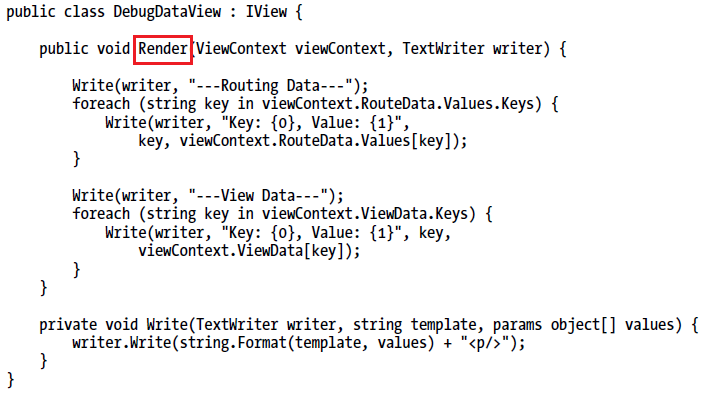 public class DebugDataView : IView {
public void Render(ViewContext viewContext, TextWriter writer) {
Write(writer, "---Routing Data---");
foreach (string key in viewContext.RouteData.Values.Keys) {
Write(writer, "Key: {0}, Value: {1}",
key, viewContext.RouteData.Values[key]);
}
Write(writer, "---View Data---");
foreach (string key in viewContext.ViewData.Keys) {
Write(writer, "Key: {0}, Value: {1}", key,
viewContext.ViewData[key]);
}
}
private void Write(TextWriter writer, string template, params object[] values) {
writer.Write(string.Format(template, values) + "<p/>");
}
}